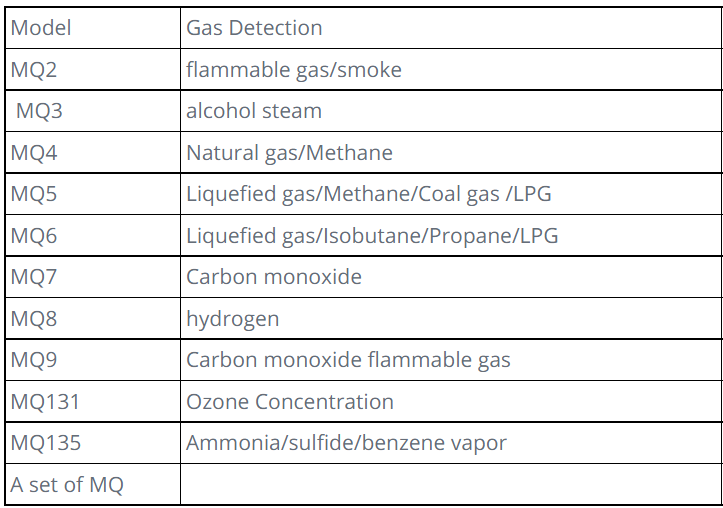 Model Gas Detection
MQ2 flammable gas/smoke
MQ3 alcohol steam
MQ4 Natural gas/Methane
MQ5 Liquefied gas/Methane/Coal gas /LPG
MQ6 Liquefied gas/Isobutane/Propane/LPG
MQ7 Carbon monoxide
MQ8 hydrogen
MQ9 Carbon monoxide flammable gas
MQ131 Ozone Concentration
MQ135 Ammonia/sulfide/benzene vapor
A set of MQ